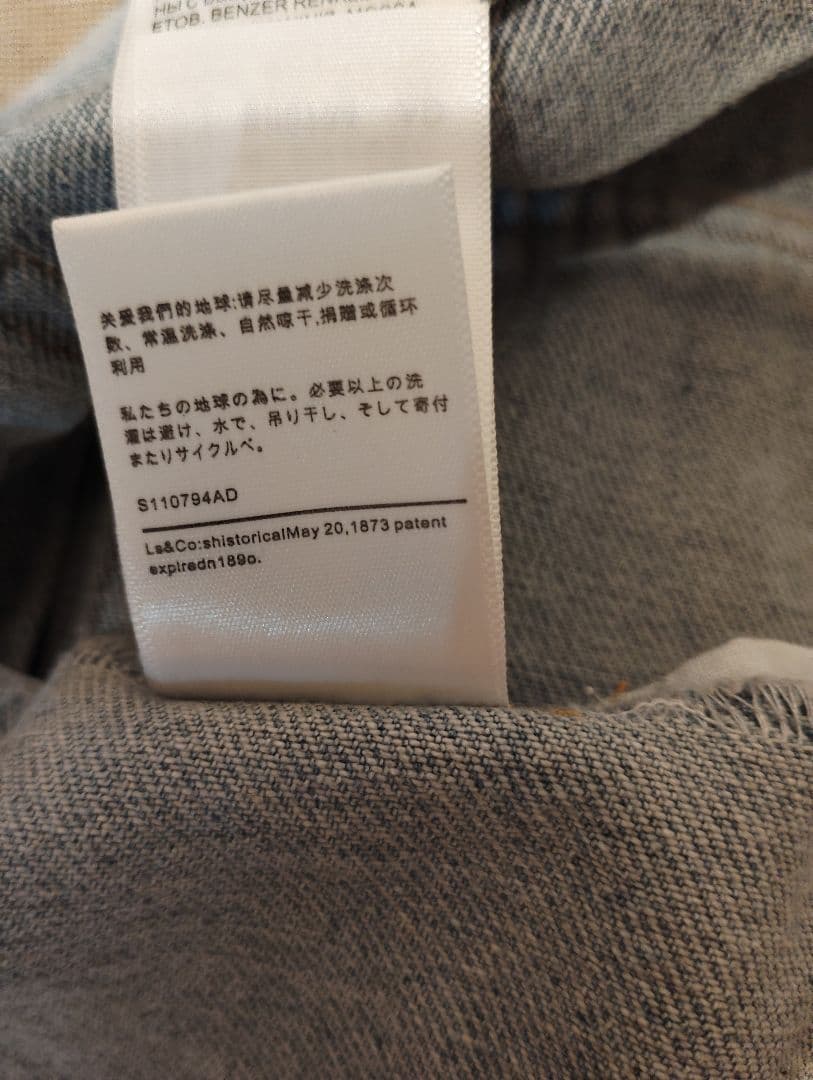 ЕТОВ. BENZER REN
关爱我們的地球:请尽量减少洗涤次
数、常温洗涤、自然晾干,捐贈或循环
利用
私たちの地球の為に。必要以上の洗
濯は避け、水で、吊り干し、そして寄付
またりサイクルベ。
S110794AD
Ls&Co:shistoricalMay 20,1873 patent
expiredn189o.